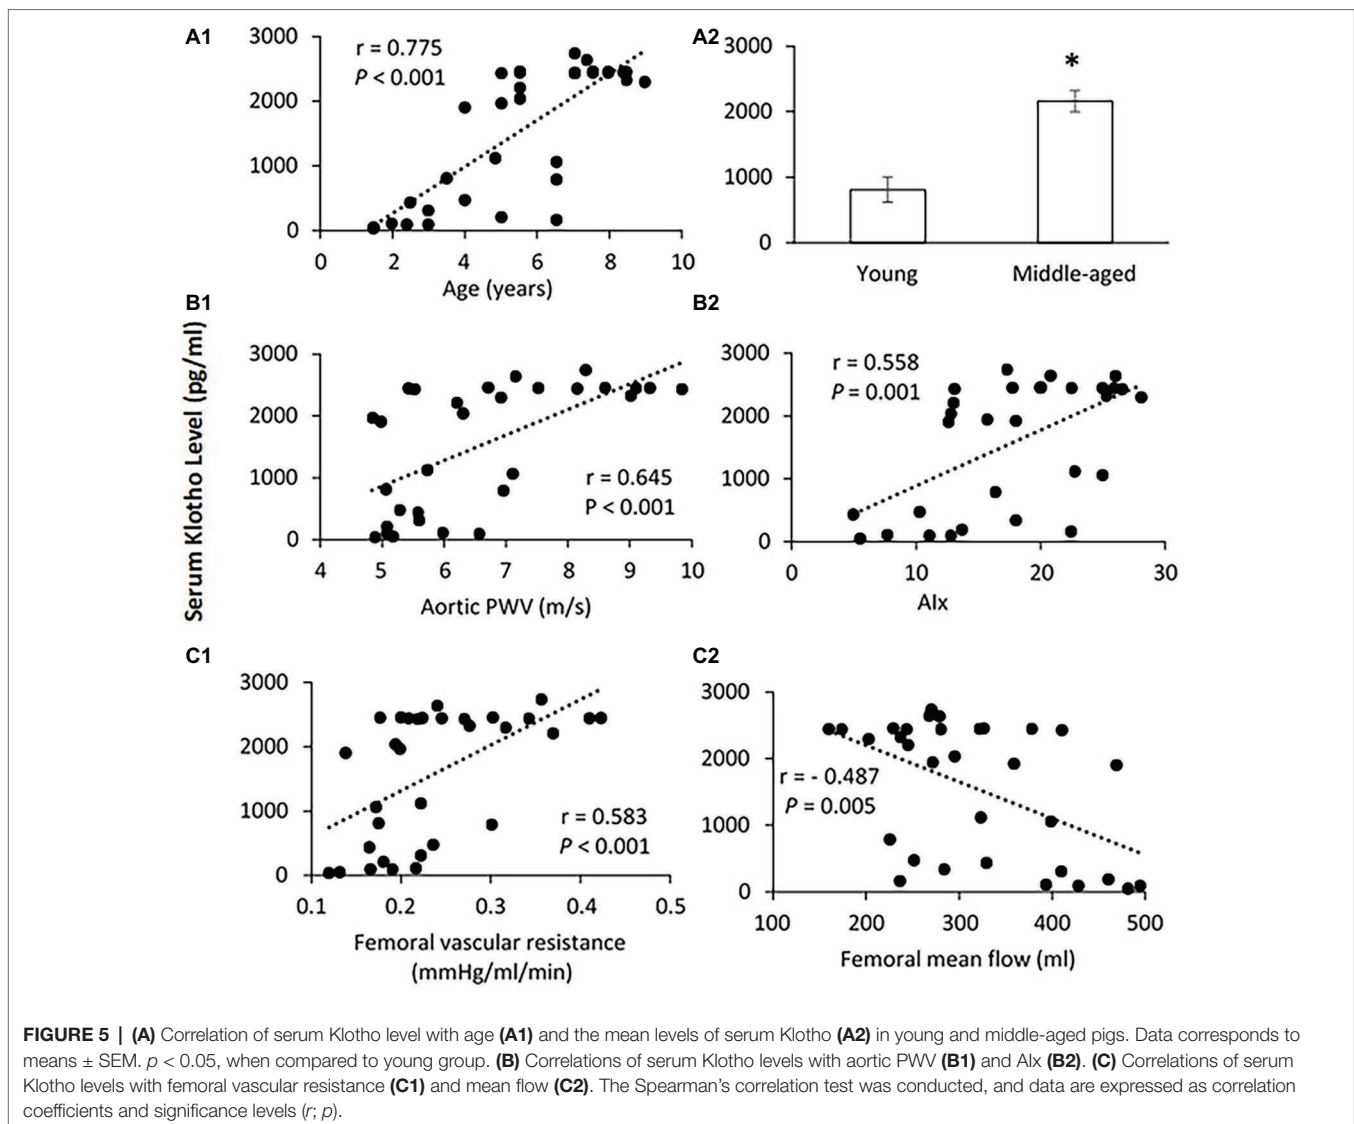 A1
3000
2000
1000
0
r = 0.775
P < 0.001
0 2 4 6 8 10
Age (years)
A2
3000
2000
1000
0
*
Young Middle-aged
Serum Klotho Level (pg/ml)
B1
3000
2000
1000
0
r = 0.645
P < 0.001
4 5 6 7 8 9 10
Aortic PWV (m/s)
B2
3000
2000
1000
0
r = 0.558
P = 0.001
0 10 20 30
AIx
C1
3000
2000
1000
0
r = 0.583
P < 0.001
0.1 0.2 0.3 0.4 0.5
Femoral vascular resistance
(mmHg/ml/min)
C2
3000
2000
1000
0
r = - 0.487
P = 0.005
100 200 300 400 500
Femoral mean flow (ml)
FIGURE 5 | (A) Correlation of serum Klotho level with age (A1) and the mean levels of serum Klotho (A2) in young and middle-aged pigs. Data corresponds to
means ± SEM. p < 0.05, when compared to young group. (B) Correlations of serum Klotho levels with aortic PWV (B1) and AIx (B2). (C) Correlations of serum
Klotho levels with femoral vascular resistance (C1) and mean flow (C2). The Spearman's correlation test was conducted, and data are expressed as correlation
coefficients and significance levels (r; p).